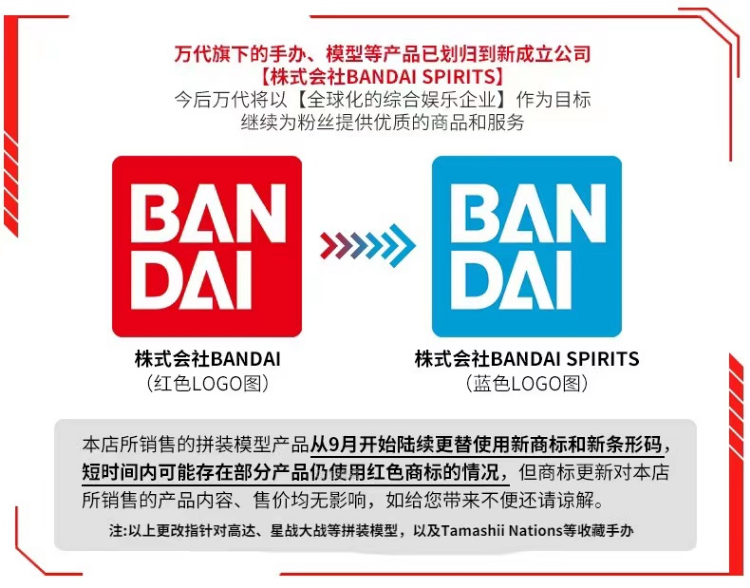 万代旗下的手办、模型等产品已划归到新成立公司
【株式会社BANDAI SPIRITS】
今后万代将以【全球化的综合娱乐企业】作为目标
继续为粉丝提供优质的商品和服务
BAN
DAI
BAN
DAI
株式会社BANDAI
（红色LOGO图）
株式会社BANDAI SPIRITS
（蓝色LOGO图）
本店所销售的拼装模型产品从9月开始陆续更替使用新商标和新条形码，
短时间内可能存在部分产品仍使用红色商标的情况，但商标更新对本店
所销售的产品内容、售价均无影响，如给您带来不便还请谅解。
注:以上更改指针对高达、星战大战等拼装模型，以及Tamashii Nations等收藏手办